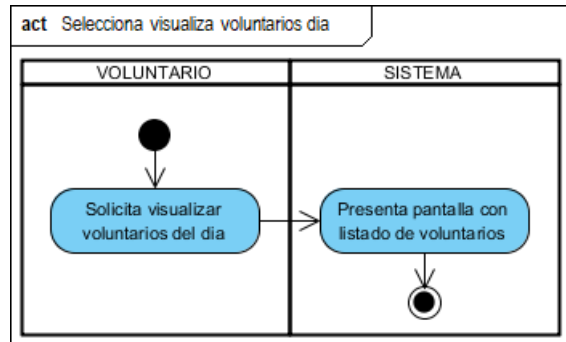 act Selecciona visualiza voluntarios dia
VOLUNTARIO
SISTEMA
Solicita visualizar
voluntarios del dia
Presenta pantalla con
listado de voluntarios